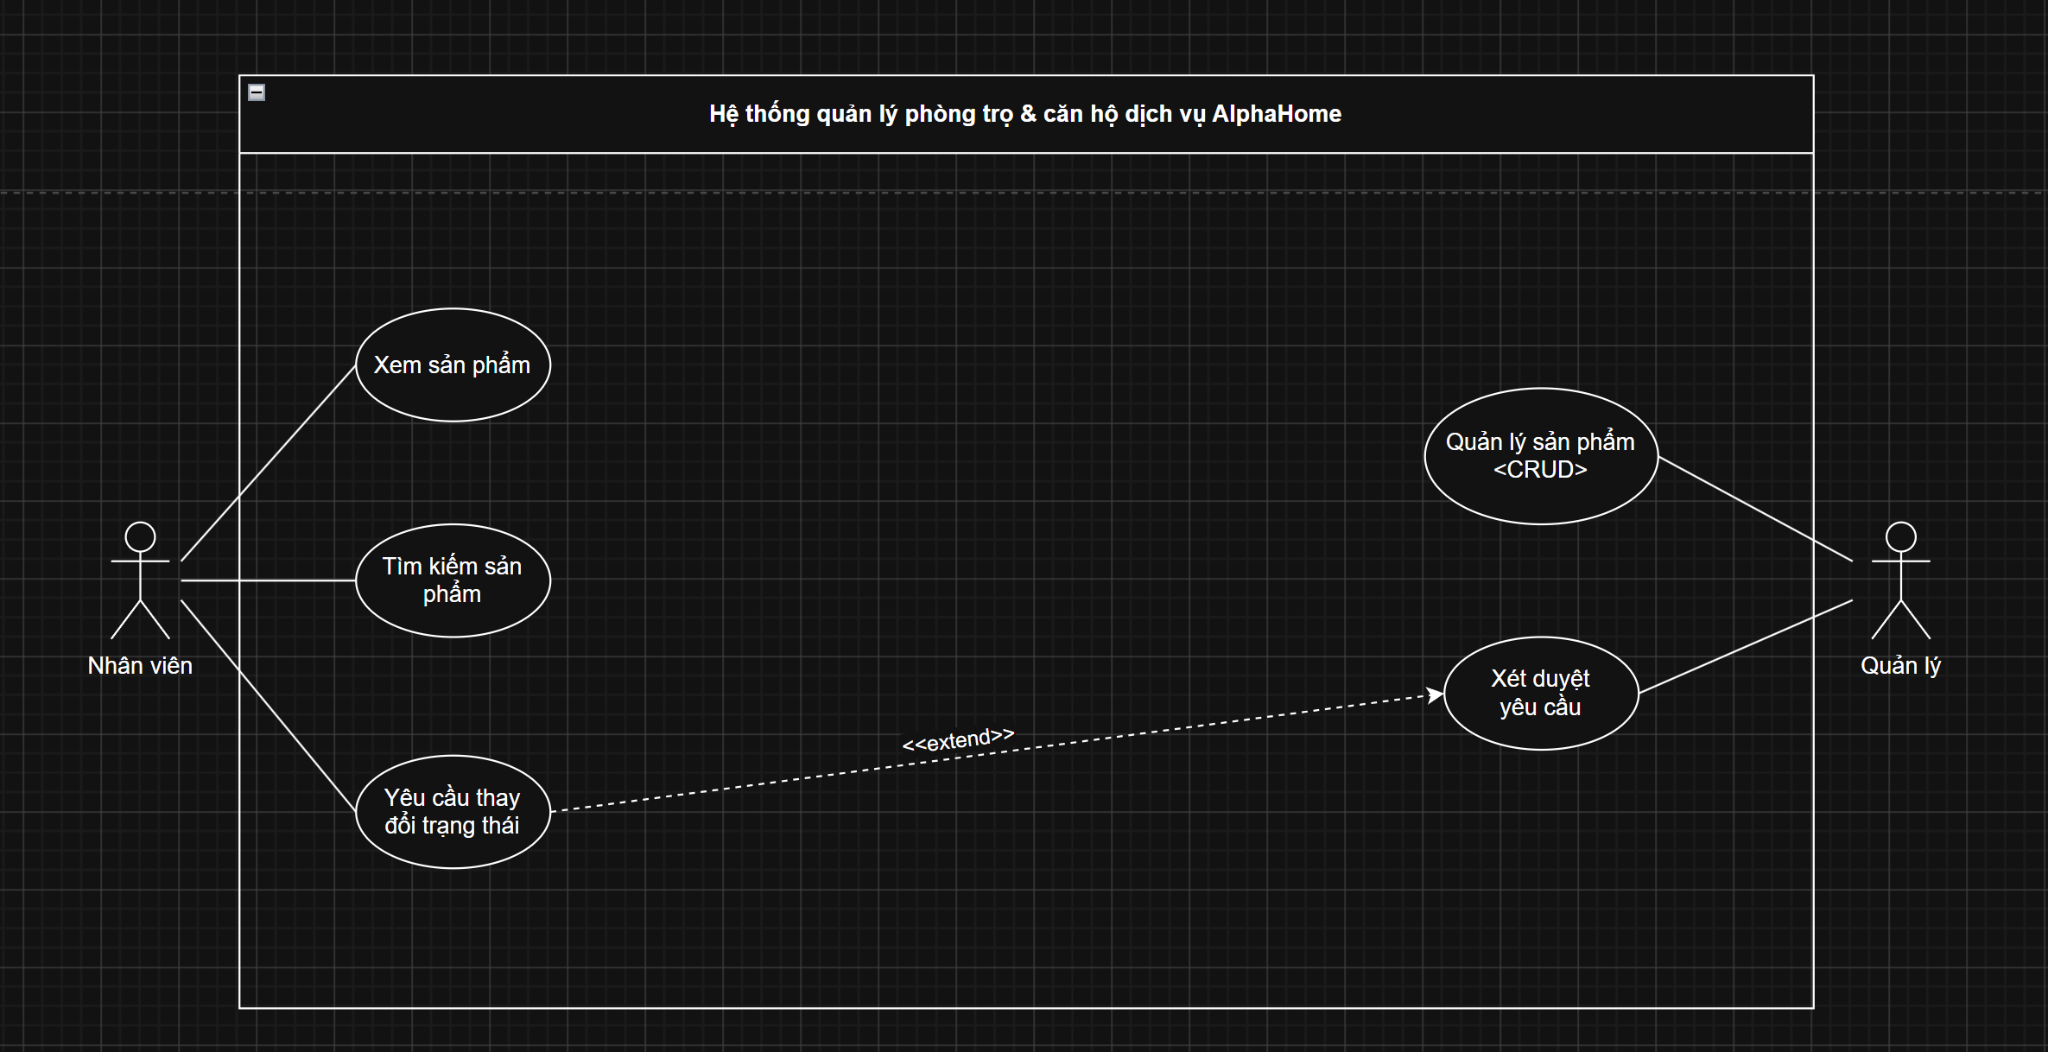 Hệ thống quản lý phòng trọ & căn hộ dịch vụ AlphaHome
Xem sản phẩm
Quản lý sản phẩm
<CRUD>
Tìm kiếm sản
phẩm
Nhân viên
Quản lý
Xét duyệt
yêu cầu
<<extend>>
Yêu cầu thay
đổi trạng thái